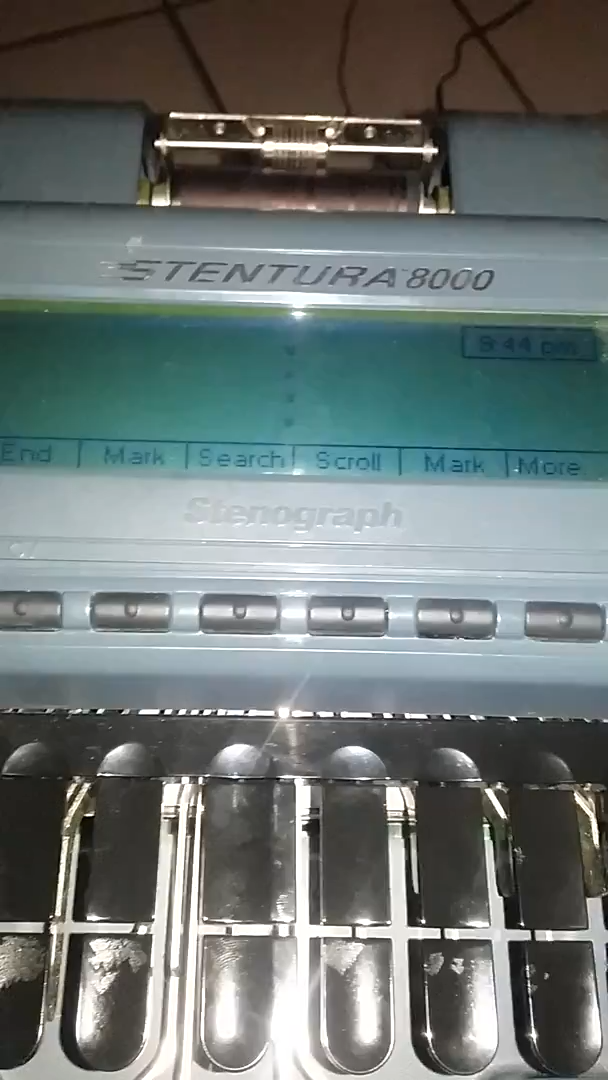 STENTURA 8000
9:44 pm
End | Mark | Search | Scroll | Mark | More
Stenograph